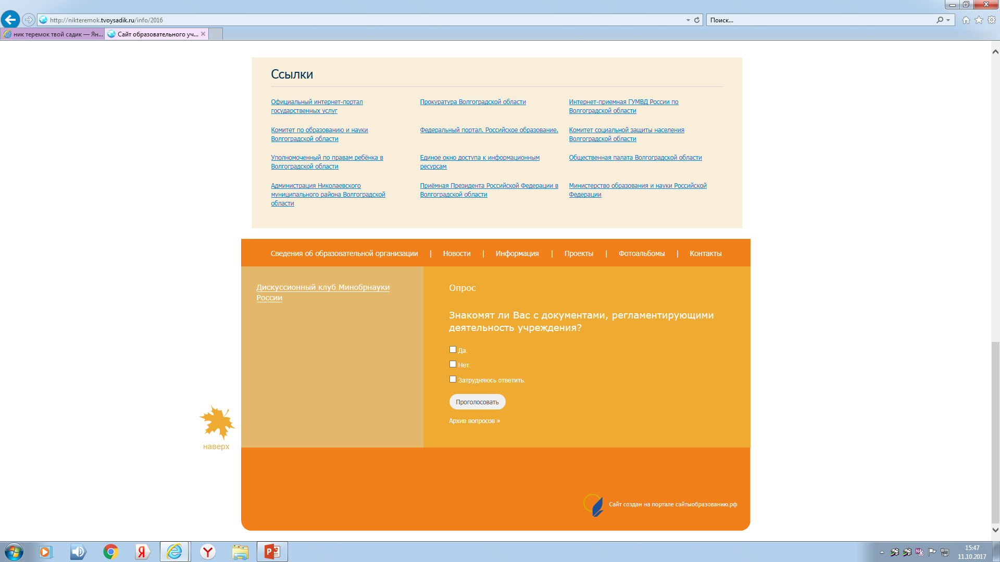 http://nikteremok.tvoysadik.ru/info/2016
Поиск...
ник теремок твой садик — Ян...
Сайт образовательного уч...
Ссылки
Официальный интернет-портал
государственных услуг
Прокуратура Волгоградской области
Интернет-приемная ГУМВД России по
Волгоградской области
Комитет по образованию и науки
Волгоградской области
Федеральный портал. Российское образование.
Комитет социальной защиты населения
Волгоградской области
Уполномоченный по правам ребёнка в
Волгоградской области
Единое окно доступа к информационным
ресурсам
Общественная палата Волгоградской области
Администрация Николаевского
муниципального района Волгоградской
области
Приёмная Президента Российской Федерации в
Волгоградской области
Министерство образования и науки Российской
Федерации
Сведения об образовательной организации | Новости | Информация | Проекты | Фотоальбомы | Контакты
Дискуссионный клуб Минобрнауки
России
Опрос
Знакомят ли Вас с документами, регламентирующими
деятельность учреждения?
Да.
Нет.
Затрудняюсь ответить.
Проголосовать
Архив вопросов »
наверх
Сайт создан на портале сайтыобразованию.рф
15:47
11.10.2017